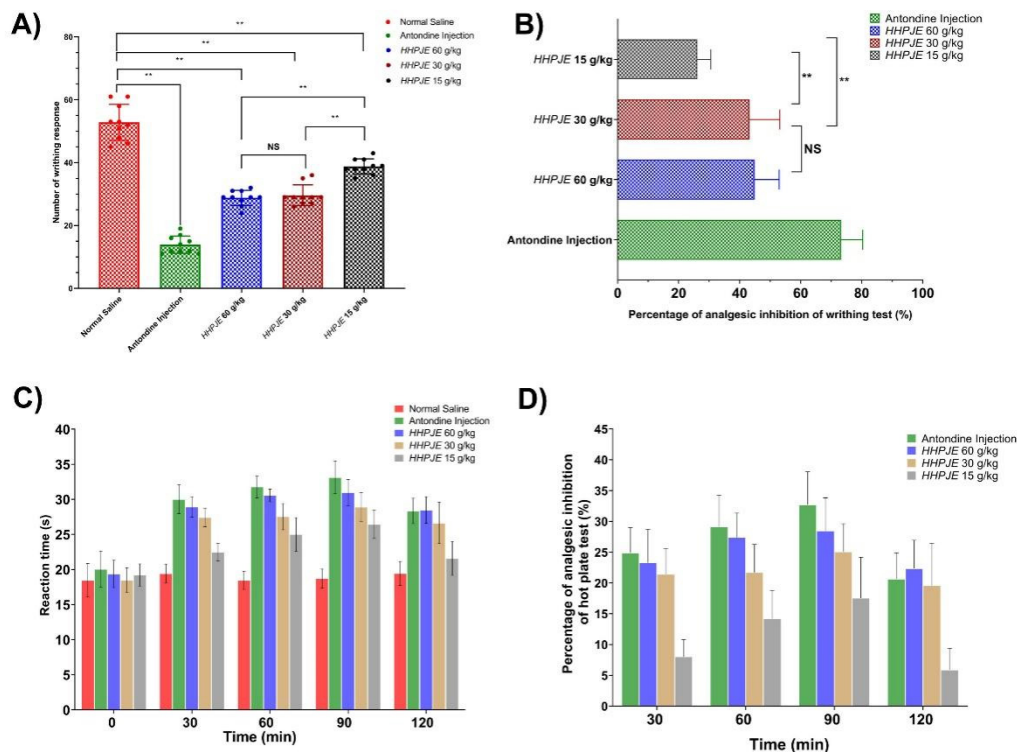 A)
Normal Saline
Antondine Injection
HHPJE 60 g/kg
HHPJE 30 g/kg
HHPJE 15 g/kg
**
**
**
**
**
**
NS
Number of writhing response
80
60
40
20
0
Normal Saline
Antondine Injection
HHPJE 60 g/kg
HHPJE 30 g/kg
HHPJE 15 g/kg
B)
Antondine Injection
HHPJE 60 g/kg
HHPJE 30 g/kg
HHPJE 15 g/kg
HHPJE 15 g/kg
HHPJE 30 g/kg
HHPJE 60 g/kg
Antondine Injection
**
**
NS
0
20
40
60
80
100
Percentage of analgesic inhibition of writhing test (%)
C)
Normal Saline
Antondine Injection
HHPJE 60 g/kg
HHPJE 30 g/kg
HHPJE 15 g/kg
Reaction time (s)
40
35
30
25
20
15
10
5
0
0
30
60
90
120
Time (min)
D)
Antondine Injection
HHPJE 60 g/kg
HHPJE 30 g/kg
HHPJE 15 g/kg
Percentage of analgesic inhibition
of hot plate test (%)
45
40
35
30
25
20
15
10
5
0
30
60
90
120
Time (min)